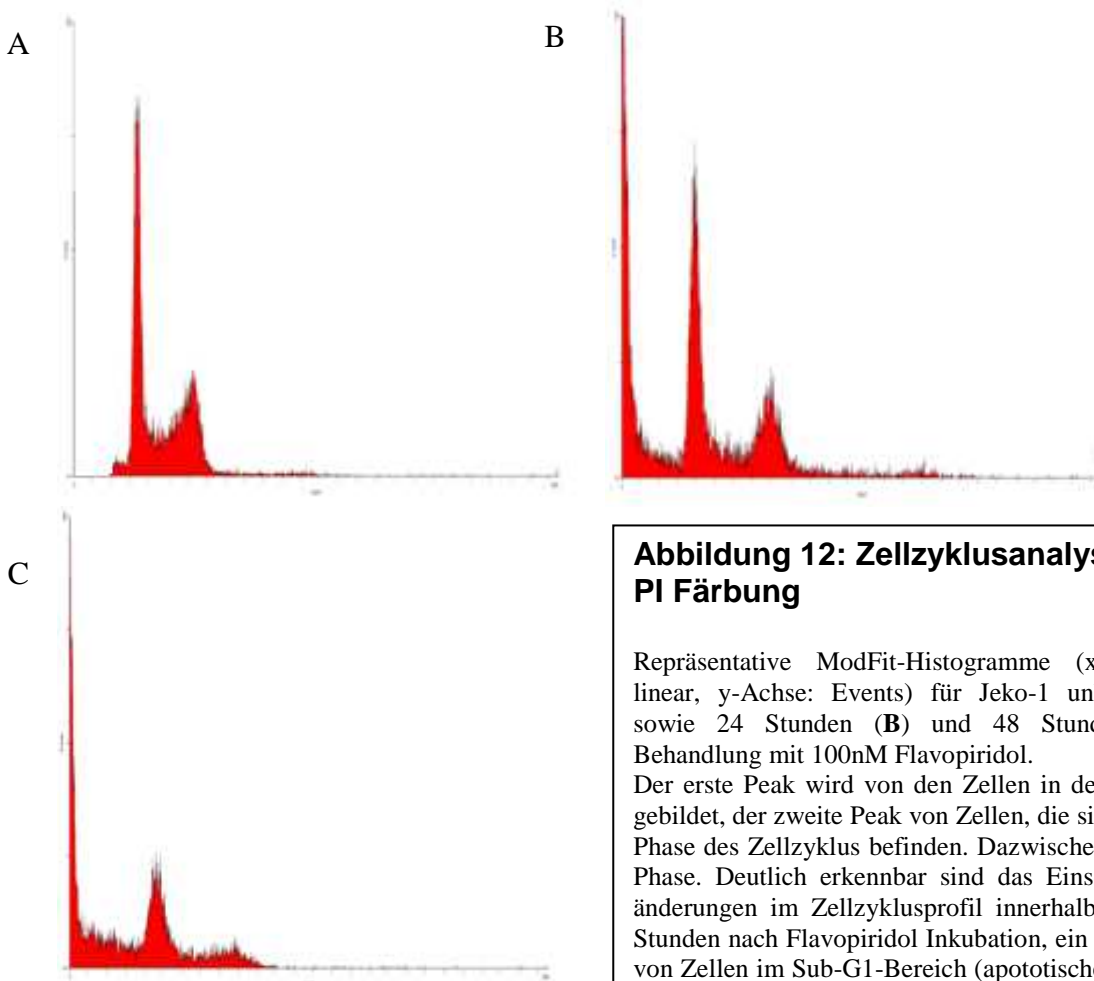 A
B
C
Abbildung 12: Zellzyklusanalys
PI Färbung
Repräsentative ModFit-Histogramme (x
linear, y-Achse: Events) für Jeko-1 un
sowie 24 Stunden (B) und 48 Stund
Behandlung mit 100nM Flavopiridol.
Der erste Peak wird von den Zellen in de
gebildet, der zweite Peak von Zellen, die si
Phase des Zellzyklus befinden. Dazwische
Phase. Deutlich erkennbar sind das Eins
änderungen im Zellzyklusprofil innerhalb
Stunden nach Flavopiridol Inkubation, ein
von Zellen im Sub-G1-Bereich (apototische